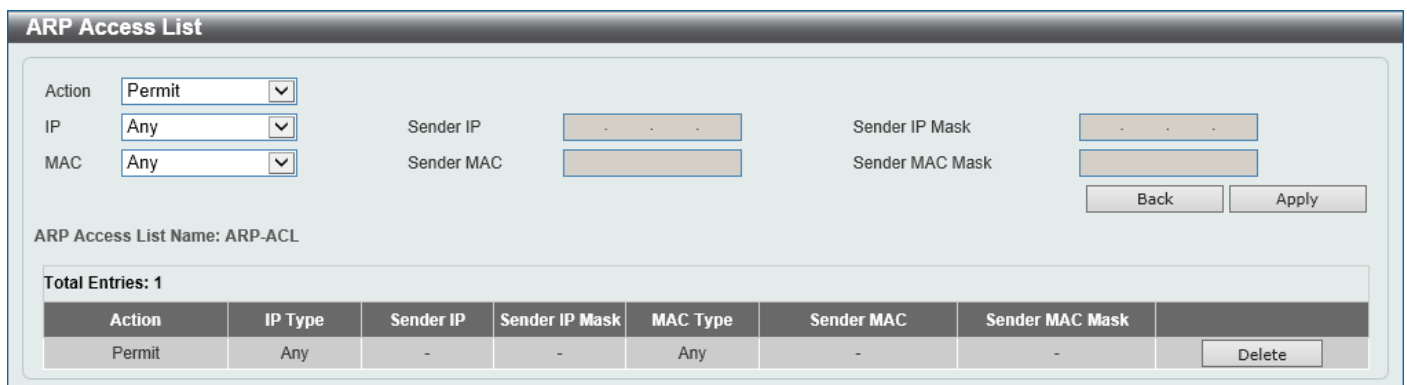 ARP Access List
Action Permit
IP Any Sender IP . . . Sender IP Mask . . .
MAC Any Sender MAC Sender MAC Mask
Back Apply
ARP Access List Name: ARP-ACL
Total Entries: 1
Action IP Type Sender IP Sender IP Mask MAC Type Sender MAC Sender MAC Mask
Permit Any - - Any - - Delete